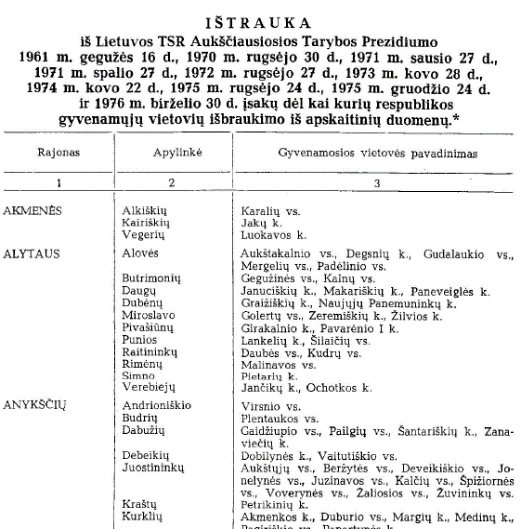 IŠTRAUKA
iš Lietuvos TSR Aukščiausiosios Tarybos Prezidiumo
1961 m. gegužės 16 d., 1970 m. rugsėjo 30 d., 1971 m. sausio 27 d.,
1971 m. spalio 27 d., 1972 m. rugsėjo 27 d., 1973 m. kovo 28 d.,
1974 m. kovo 22 d., 1975 m. rugsėjo 24 d., 1975 m. gruodžio 24 d.
ir 1976 m. birželio 30 d. įsakų dėl kai kurių respublikos
gyvenamųjų vietovių išbraukimo iš apskaitinių duomenų.*
Rajonas Apylinkė Gyvenamosios vietovės pavadinimas
1 2 3
AKMENĖS Alkiškių Karalių vs.
Kairiškių Jakų k.
Vegerių Luokavos k.
ALYTAUS Alovės Aukštakalnio vs., Degsnių k., Gudalaukio vs.,
Mergelių vs., Padėlinio vs.
Butrimonių Gegužinės vs., Kalnų vs.
Daugų Januciškių k., Makariškių k., Paneveiglės k.
Dubėnų Graižiškių k., Naujųjų Panemuninkų k.
Miroslavo Golertų vs., Zeremiškių k., Žilvios k.
Pivašiūnų Girakalnio k., Pavarėnio I k.
Punios Lankelių k., Šilaičių vs.
Raitininkų Daubės vs., Kudrų vs.
Rimėnų Malinavos vs.
Simno Pietarių k.
Verebiejų Jančikų k., Ochotkos k.
ANYKŠČIŲ Andrioniškio Virsnio vs.
Budrių Plentaukos vs.
Dabužių Gaidžiupio vs., Pailgių vs., Šantariškių k., Zana-
viečių k.
Debeikių Dobilynės k., Vaitutiškio vs.
Juostininkų Aukštųjų vs., Beržytės vs., Deveikiškio vs., Jo-
nelynės vs., Juzinavos vs., Kalčių vs., Špižiornės
vs., Voverynės vs., Žaliosios vs., Žuvininkų vs.
Kraštų Petrikinių k.
Kurklių Akmenkos k., Duburio vs., Margių k., Medinų k.,